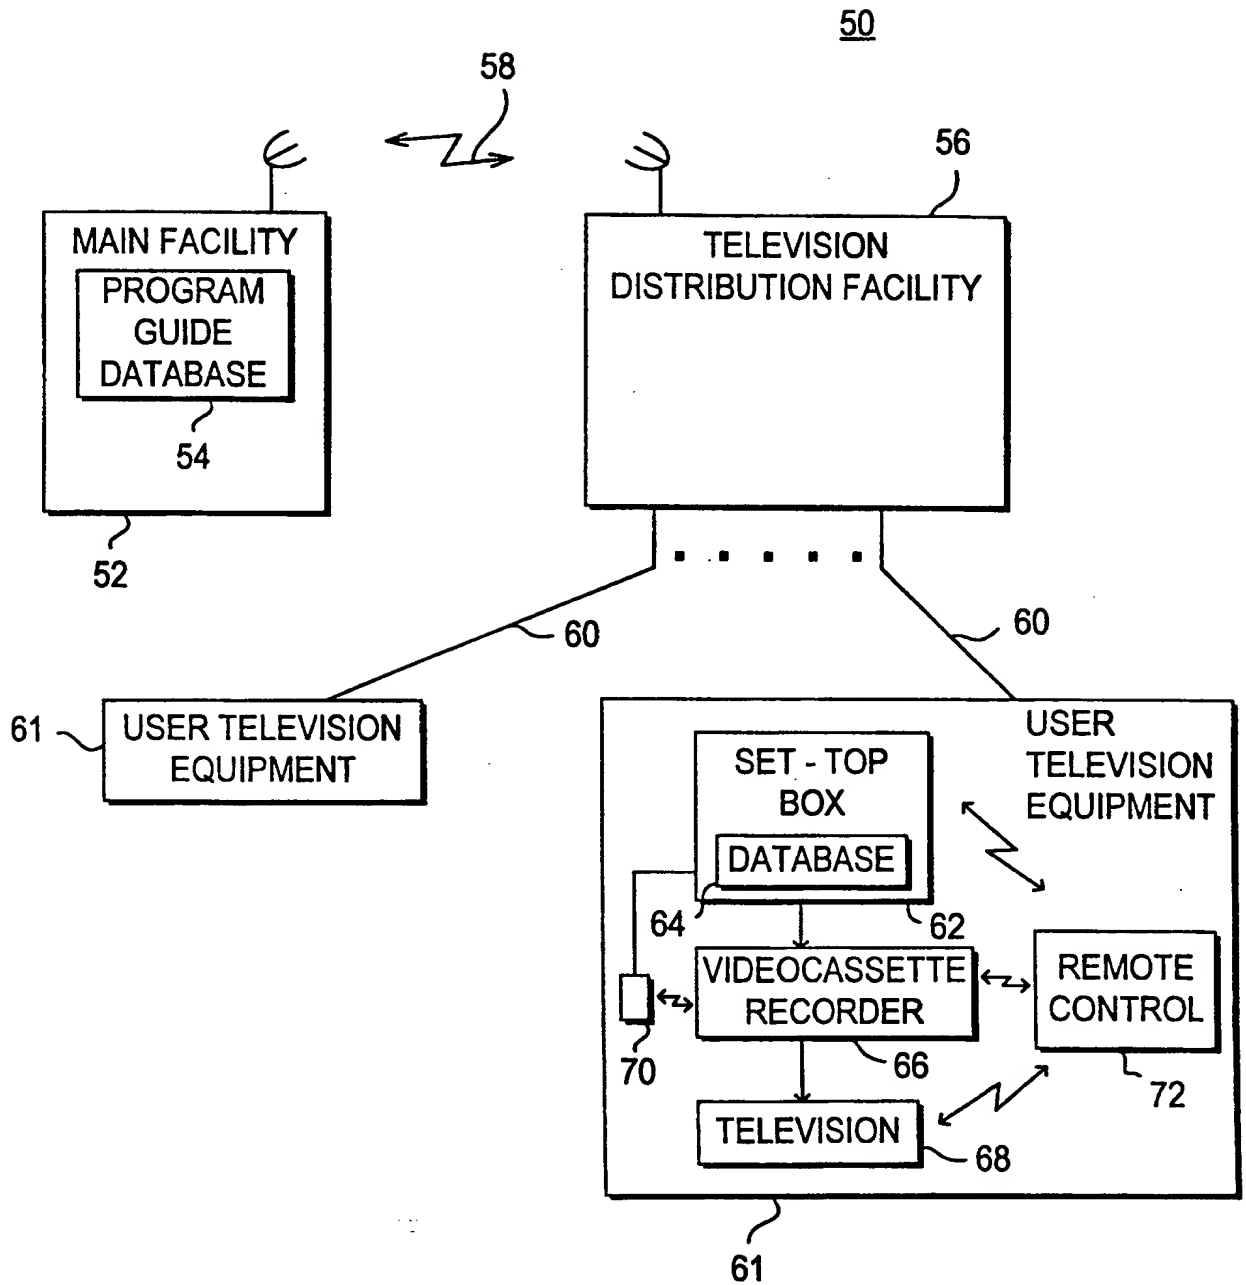 50
58
56
MAIN FACILITY
PROGRAM
GUIDE
DATABASE
54
52
TELEVISION
DISTRIBUTION FACILITY
60
60
61
USER TELEVISION
EQUIPMENT
USER
TELEVISION
EQUIPMENT
SET - TOP
BOX
DATABASE
64
62
VIDEOCASSETTE
RECORDER
REMOTE
CONTROL
70
66
72
TELEVISION
68
61